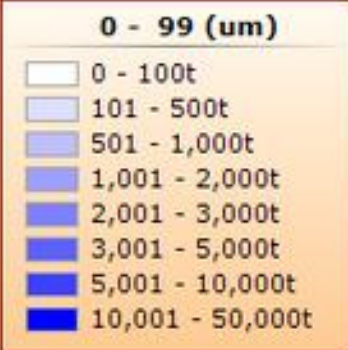 0 - 99 (um)
0 - 100t
101 - 500t
501 - 1,000t
1,001 - 2,000t
2,001 - 3,000t
3,001 - 5,000t
5,001 - 10,000t
10,001 - 50,000t